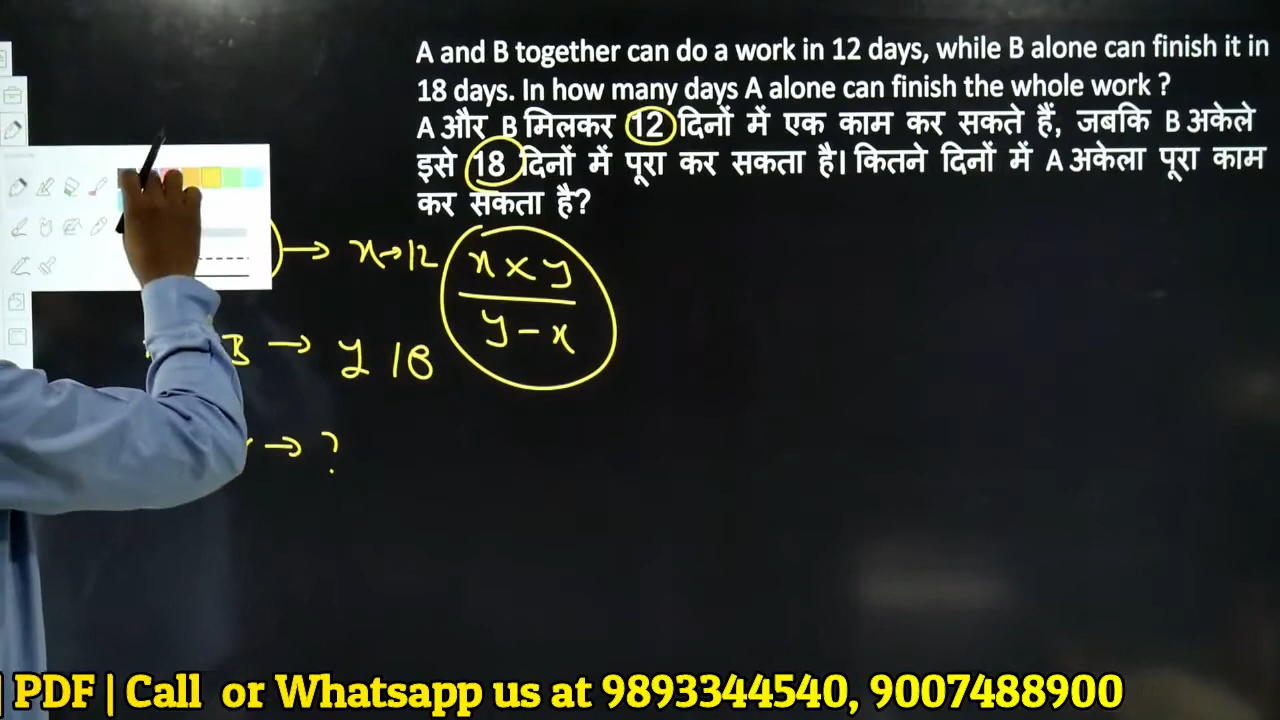 A and B together can do a work in 12 days, while B alone can finish it in
18 days. In how many days A alone can finish the whole work ?
A और B मिलकर 12 दिनों में एक काम कर सकते हैं, जबकि B अकेले
इसे 18 दिनों में पूरा कर सकता है। कितने दिनों में A अकेला पूरा काम
कर सकता है?
) → x→12
x × y
y - x
B → y 18
→ ?
| PDF | Call or Whatsapp us at 9893344540, 9007488900